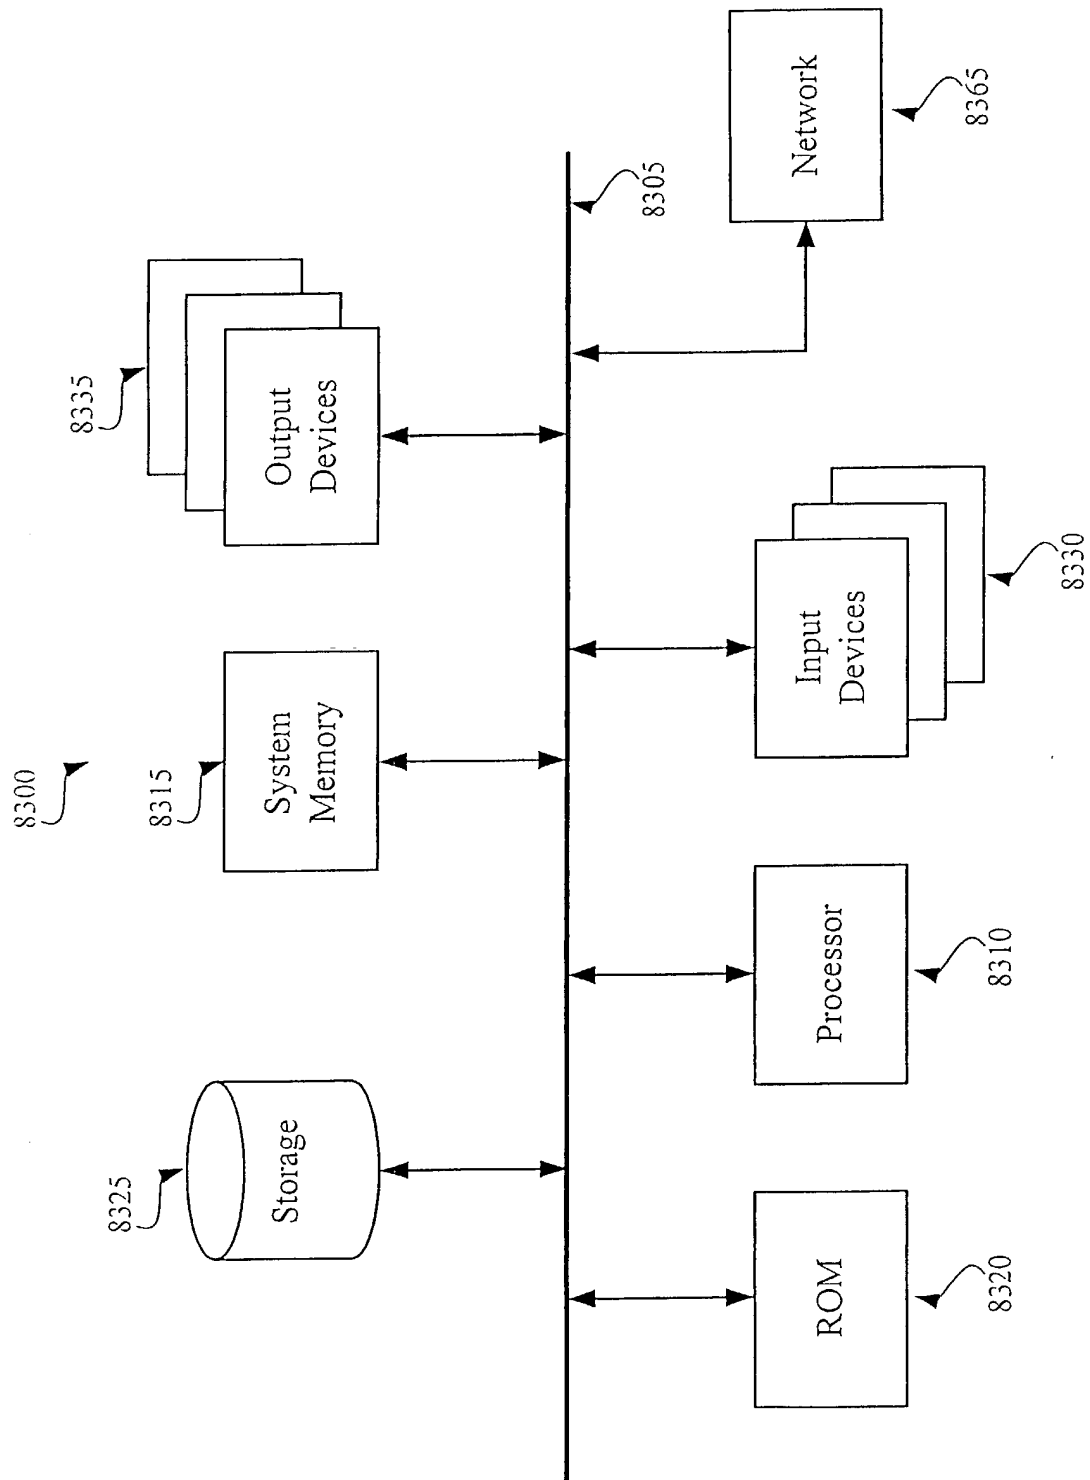 8300
8335
8325
8315
Storage
System
Memory
Output
Devices
8305
ROM
Processor
Input
Devices
Network
8320
8310
8330
8365